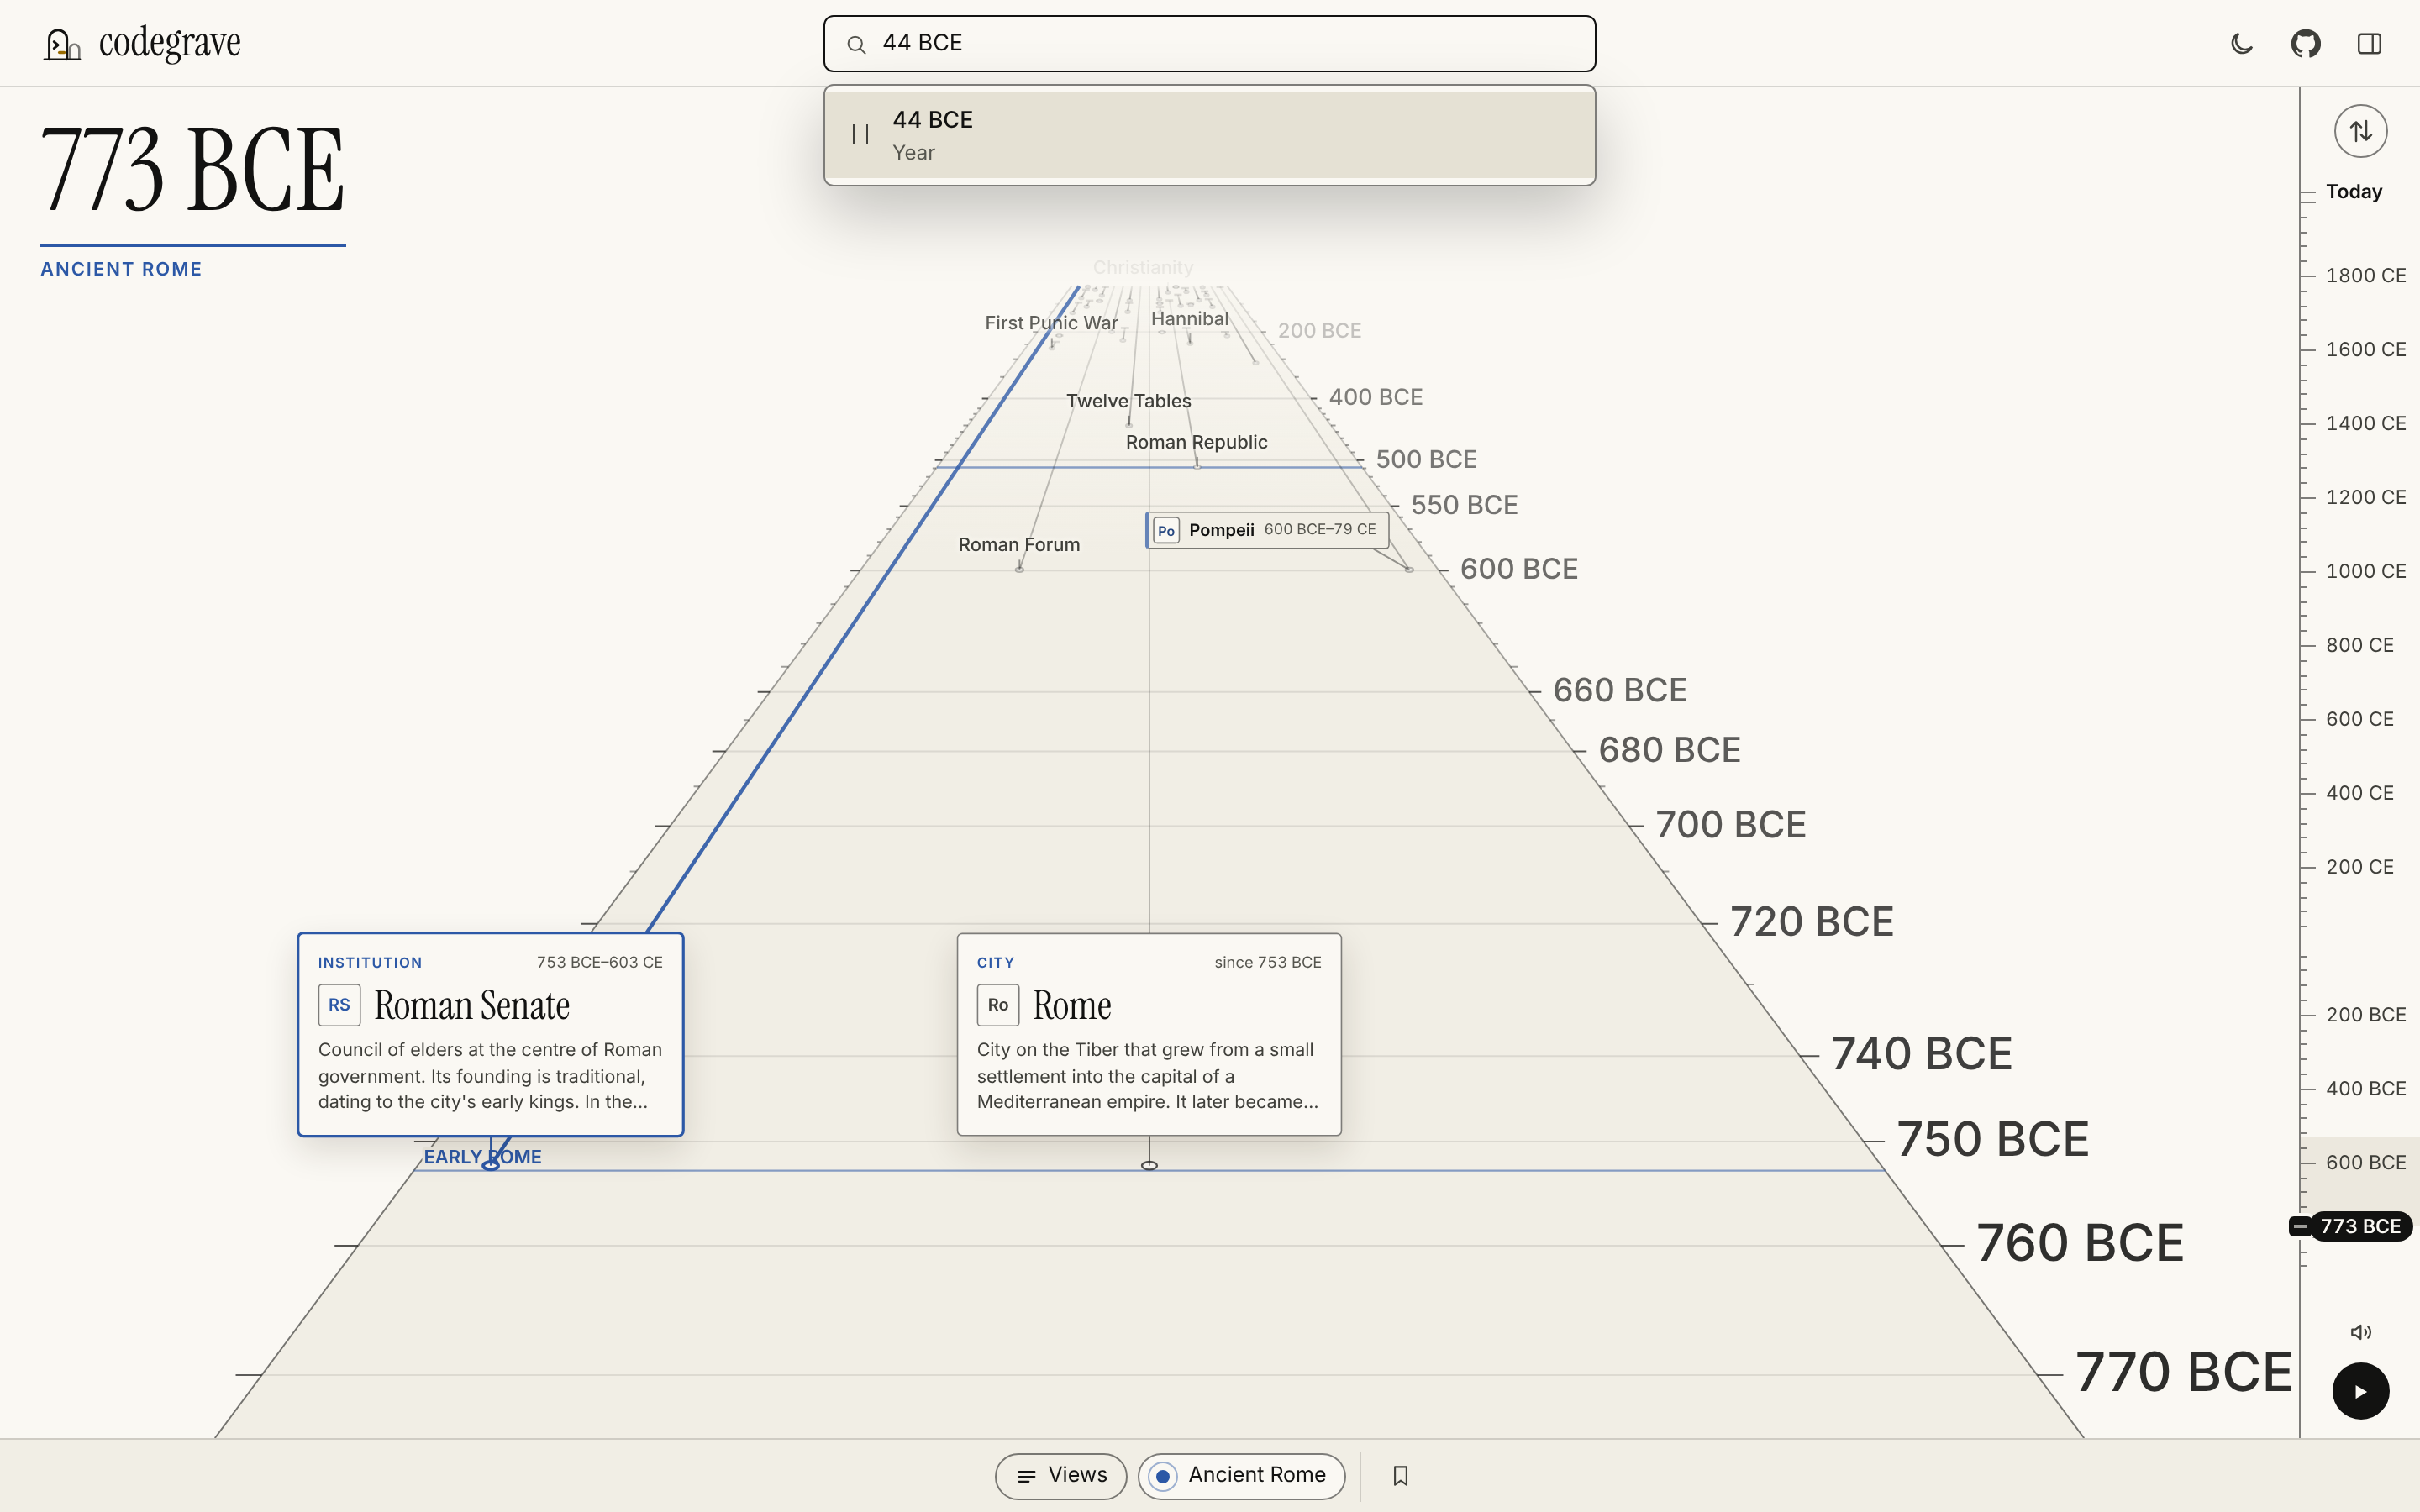 codegrave
44 BCE
44 BCE
Year
773 BCE
ANCIENT ROME
Christianity
First Punic War
Hannibal
200 BCE
400 BCE
Twelve Tables
Roman Republic
500 BCE
550 BCE
Po Pompeii 600 BCE–79 CE
Roman Forum
600 BCE
660 BCE
680 BCE
700 BCE
720 BCE
INSTITUTION 753 BCE–603 CE
RS Roman Senate
Council of elders at the centre of Roman
government. Its founding is traditional,
dating to the city's early kings. In the...
CITY since 753 BCE
Ro Rome
City on the Tiber that grew from a small
settlement into the capital of a
Mediterranean empire. It later became...
740 BCE
750 BCE
EARLY ROME
760 BCE
770 BCE
Today
1800 CE
1600 CE
1400 CE
1200 CE
1000 CE
800 CE
600 CE
400 CE
200 CE
200 BCE
400 BCE
600 BCE
773 BCE
Views
Ancient Rome